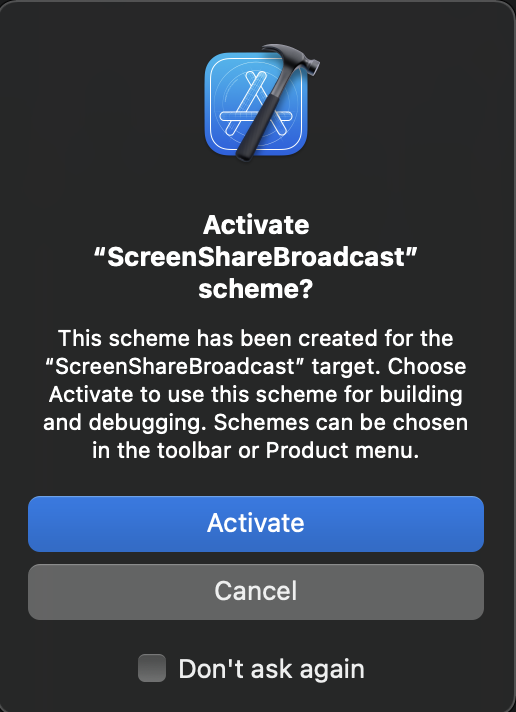 Activate
“ScreenShareBroadcast”
scheme?
This scheme has been created for the
“ScreenShareBroadcast” target. Choose
Activate to use this scheme for building
and debugging. Schemes can be chosen
in the toolbar or Product menu.
Activate
Cancel
Don't ask again